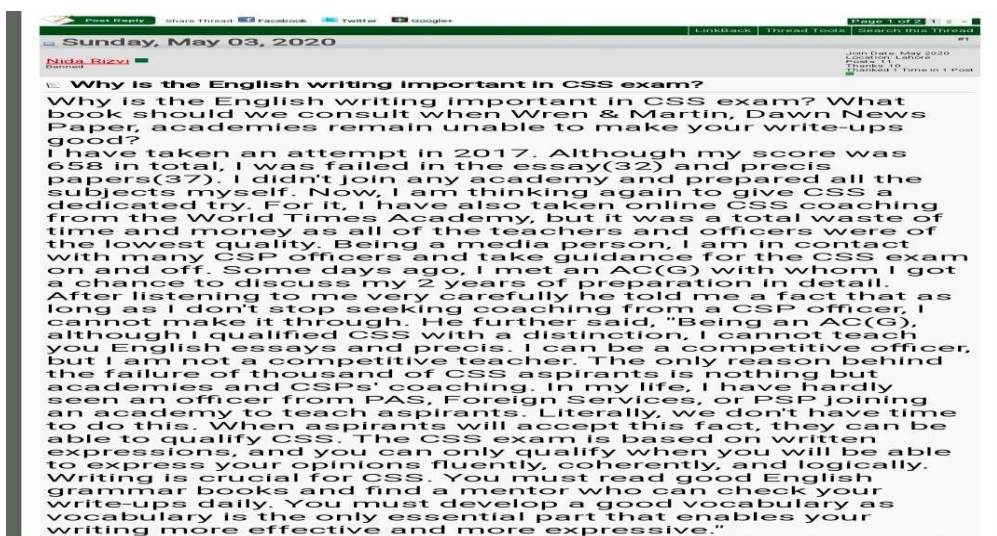 Post Reply Share Thread: Facebook Twitter Google+
Page 1 of 2 1 2 >
LinkBack Thread Tools Search this Thread
Sunday, May 03, 2020 #1
Nida Rizvi
Banned
Join Date: May 2020
Location: Lahore
Posts: 11
Thanks: 10
Thanked 1 Time in 1 Post
Why is the English writing important in CSS exam?
Why is the English writing important in CSS exam? What
book should we consult when Wren & Martin, Dawn News
Paper, academies remain unable to make your write-ups
good?
I have taken an attempt in 2017. Although my score was
658 in total, I was failed in the essay(32) and precis
papers(37). I didn't join any academy and prepared all the
subjects myself. Now, I am thinking again to give CSS a
dedicated try. For it, I have also taken online CSS coaching
from the World Times Academy, but it was a total waste of
time and money as all of the teachers and officers were of
the lowest quality. Being a media person, I am in contact
with many CSP officers and take guidance for the CSS exam
on and off. Some days ago, I met an AC(G) with whom I got
a chance to discuss my 2 years of preparation in detail.
After listening to me very carefully he told me a fact that as
long as I don't stop seeking coaching from a CSP officer, I
cannot make it through. He further said, "Being an AC(G),
although I qualified CSS with a distinction, I cannot teach
you English essays and precis. I can be a competitive officer,
but I am not a competitive teacher. The only reason behind
the failure of thousand of CSS aspirants is nothing but
academies and CSPs' coaching. In my life, I have hardly
seen an officer from PAS, Foreign Services, or PSP joining
an academy to teach aspirants. Literally, we don't have time
to do this. When aspirants will accept this fact, they can be
able to qualify CSS. The CSS exam is based on written
expressions, and you can only qualify when you will be able
to express your opinions fluently, coherently, and logically.
Writing is crucial for CSS. You must read good English
grammar books and find a mentor who can check your
write-ups daily. You must develop a good vocabulary as
vocabulary is the only essential part that enables your
writing more effective and more expressive."